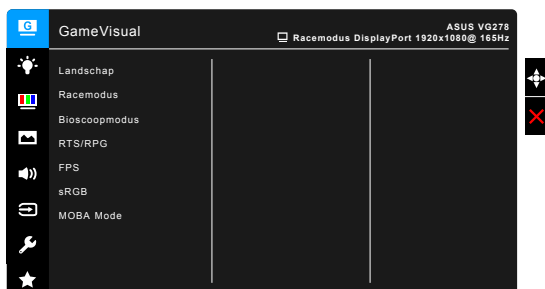 G
GameVisual
ASUS VG278
Racemodus DisplayPort 1920x1080@ 165Hz
Landschap
Racemodus
Bioscoopmodus
RTS/RPG
FPS
sRGB
MOBA Mode